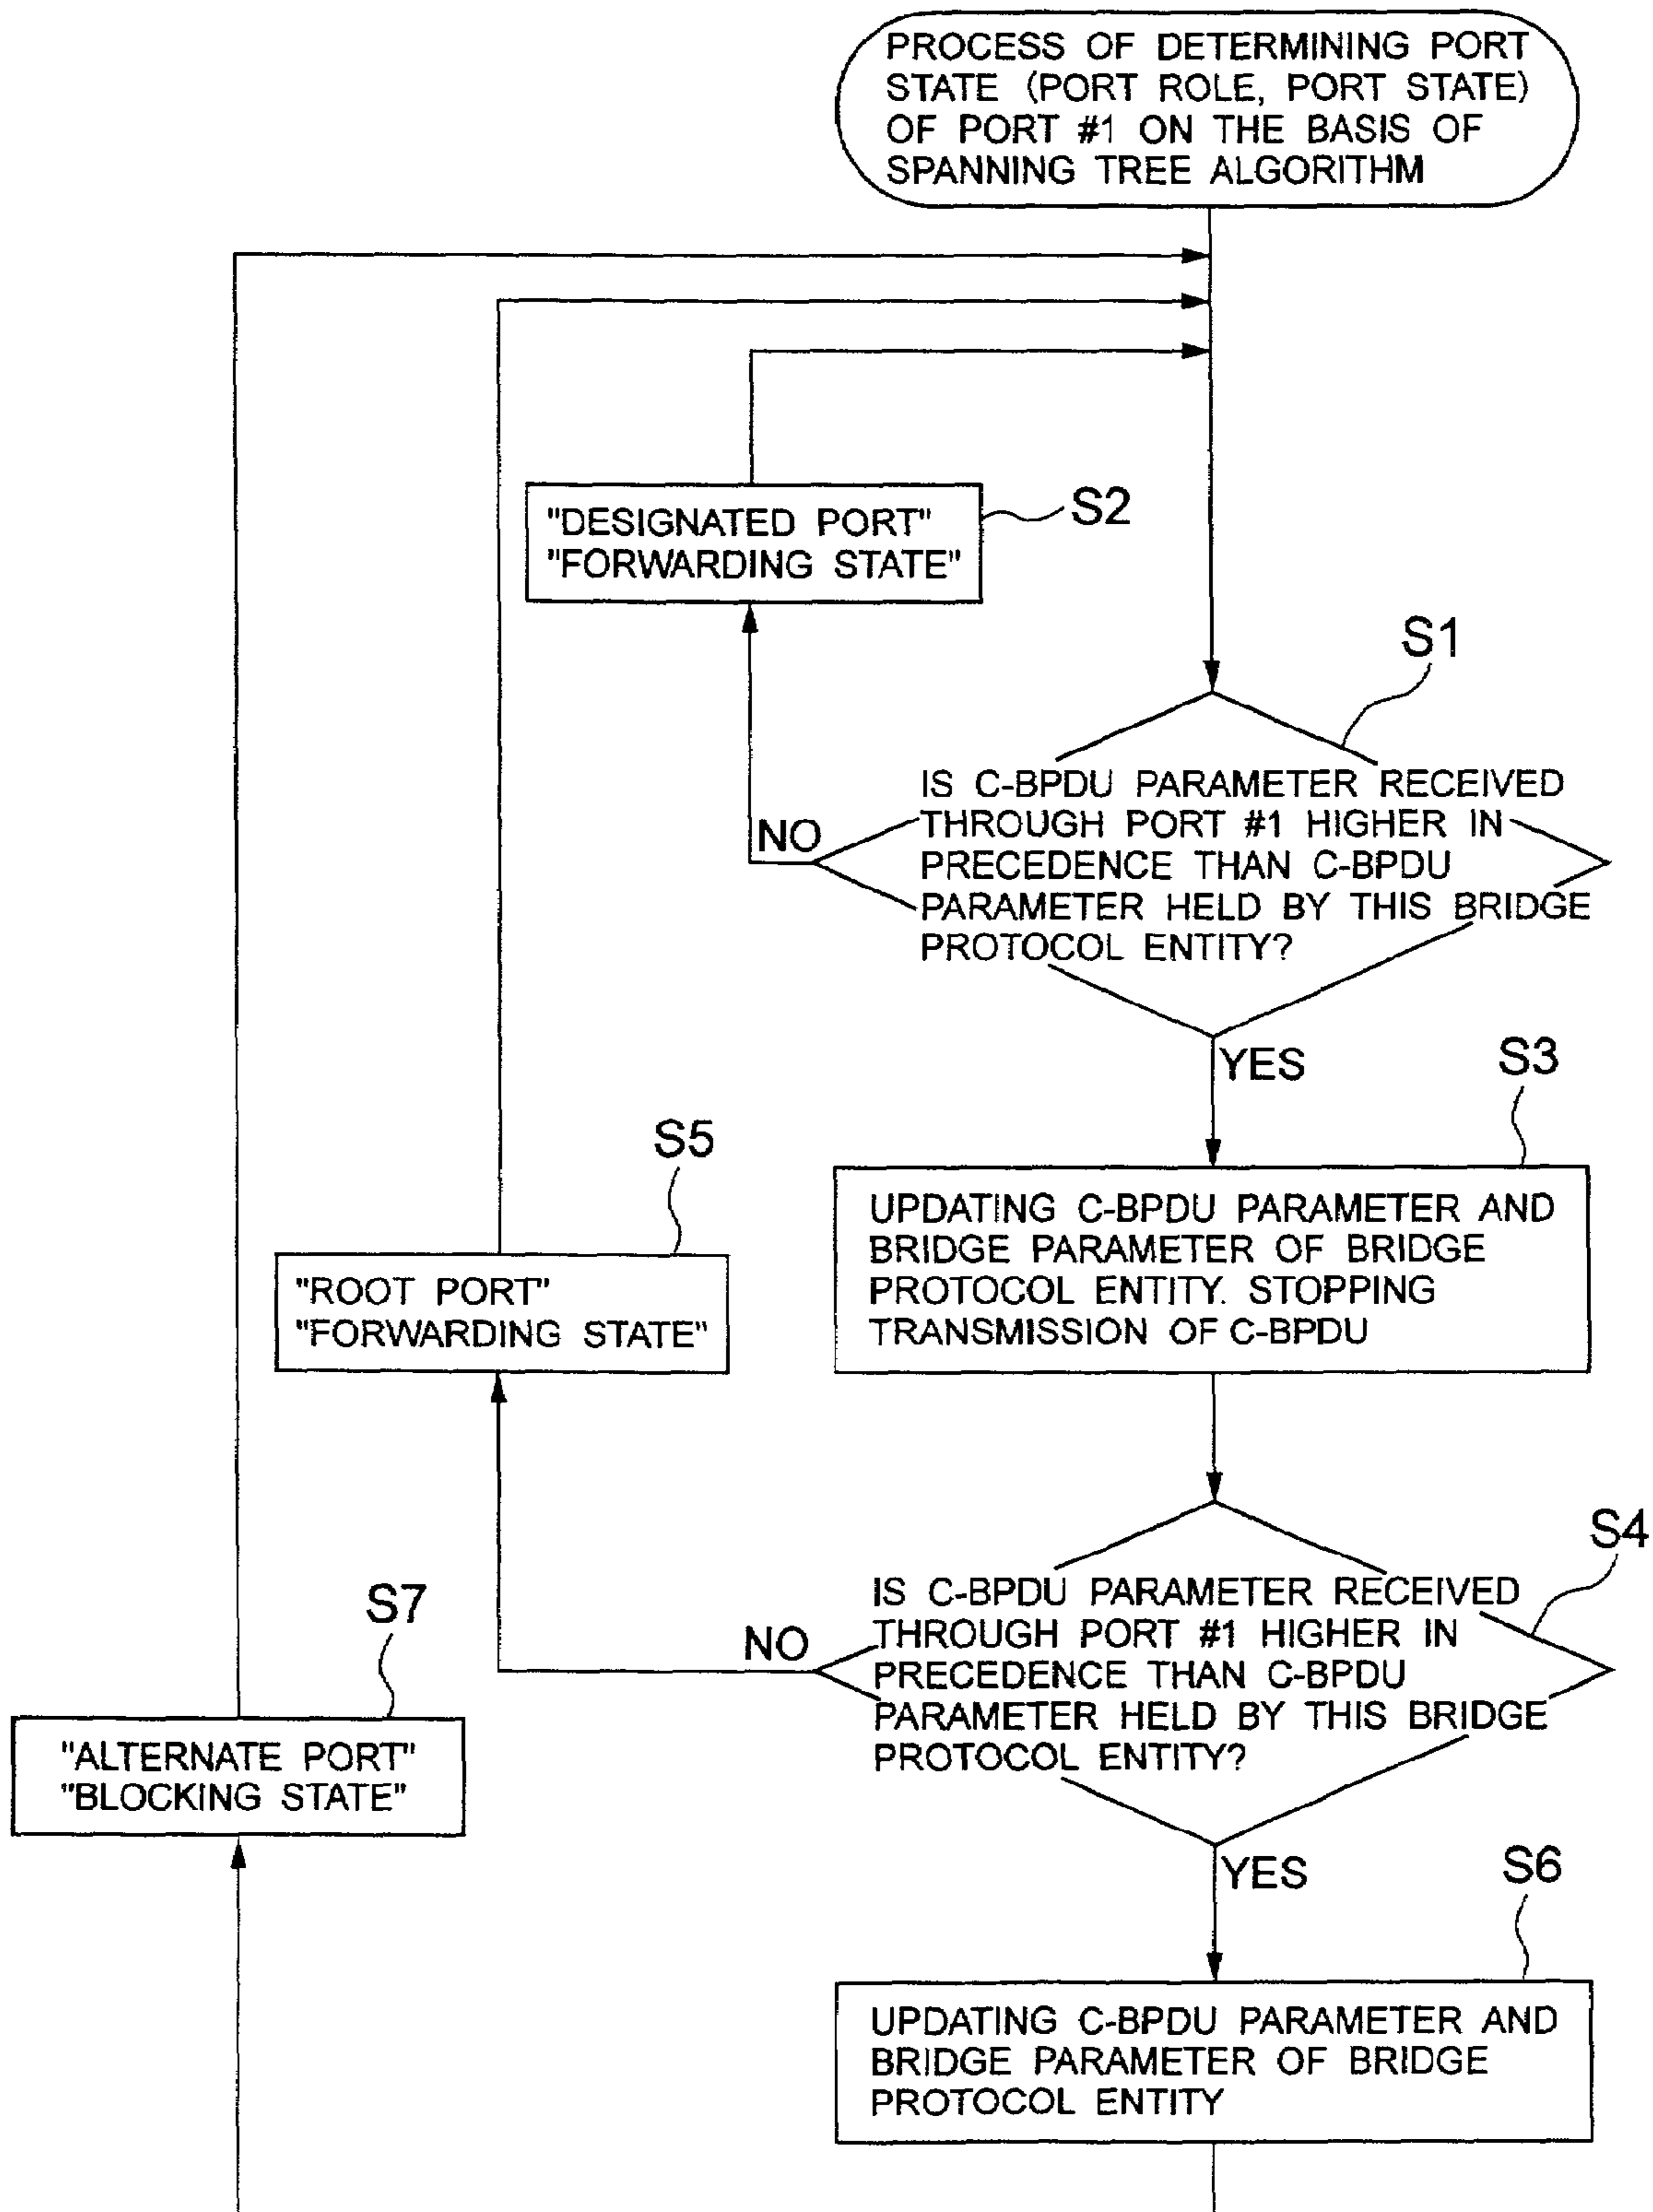 PROCESS OF DETERMINING PORT
STATE (PORT ROLE, PORT STATE)
OF PORT #1 ON THE BASIS OF
SPANNING TREE ALGORITHM
"DESIGNATED PORT"
"FORWARDING STATE"
S2
S1
IS C-BPDU PARAMETER RECEIVED
THROUGH PORT #1 HIGHER IN
PRECEDENCE THAN C-BPDU
PARAMETER HELD BY THIS BRIDGE
PROTOCOL ENTITY?
NO
YES
S3
UPDATING C-BPDU PARAMETER AND
BRIDGE PARAMETER OF BRIDGE
PROTOCOL ENTITY. STOPPING
TRANSMISSION OF C-BPDU
S5
"ROOT PORT"
"FORWARDING STATE"
S4
IS C-BPDU PARAMETER RECEIVED
THROUGH PORT #1 HIGHER IN
PRECEDENCE THAN C-BPDU
PARAMETER HELD BY THIS BRIDGE
PROTOCOL ENTITY?
NO
YES
S7
"ALTERNATE PORT"
"BLOCKING STATE"
S6
UPDATING C-BPDU PARAMETER AND
BRIDGE PARAMETER OF BRIDGE
PROTOCOL ENTITY